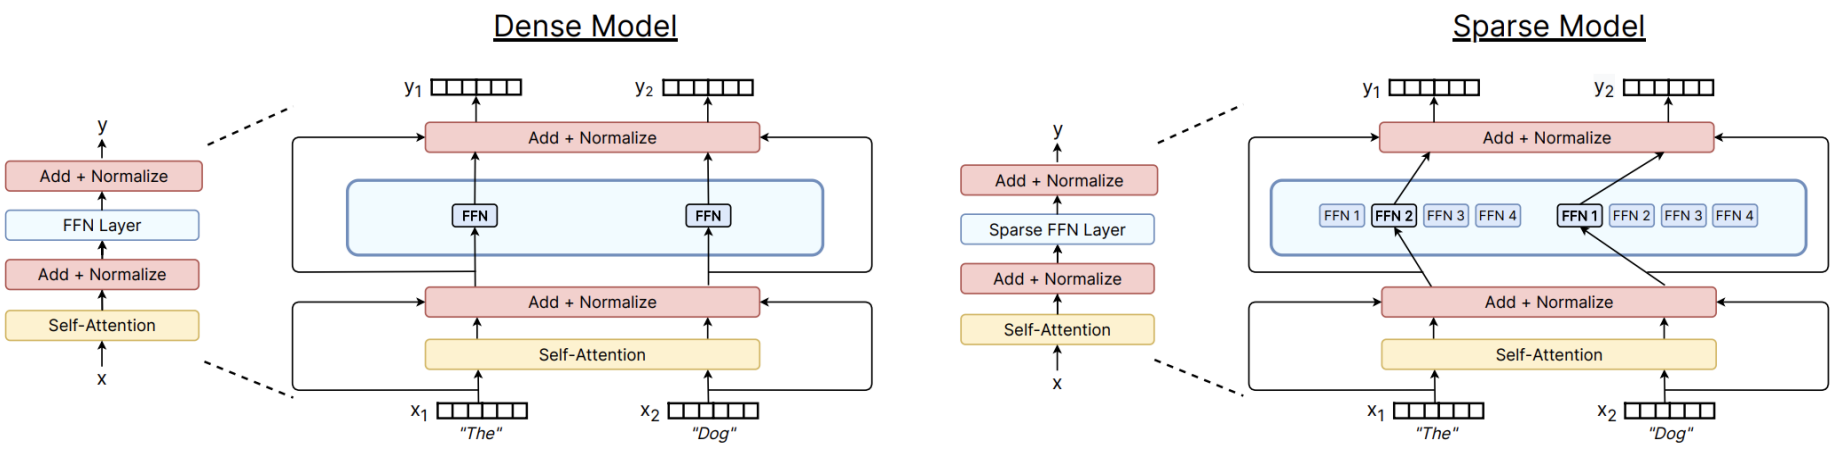 Dense Model
y
Add + Normalize
FFN Layer
Add + Normalize
Self-Attention
x
y1
y2
Add + Normalize
FFN
FFN
Add + Normalize
Self-Attention
x1
x2
"The"
"Dog"
Sparse Model
y
Add + Normalize
Sparse FFN Layer
Add + Normalize
Self-Attention
x
y1
y2
Add + Normalize
FFN 1 FFN 2 FFN 3 FFN 4
FFN 1 FFN 2 FFN 3 FFN 4
Add + Normalize
Self-Attention
x1
x2
"The"
"Dog"